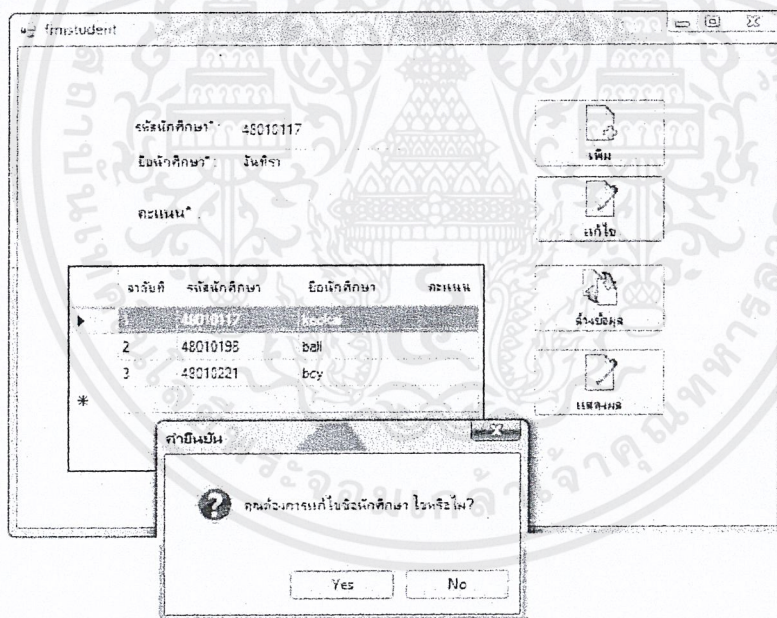 frmstudent
รหัสนักศึกษา* : 48010117
ชื่อนักศึกษา* : จันทิรา
คะแนน* :
เพิ่ม
แก้ไข
ล้างข้อมูล
แสดงผล
ลำดับที่ รหัสนักศึกษา ชื่อนักศึกษา คะแนน
1 48010117
2 48010198 ball
3 48010221 boy
*
คำยืนยัน
คุณต้องการแก้ไขชื่อนักศึกษา ใช่หรือไม่?
Yes No